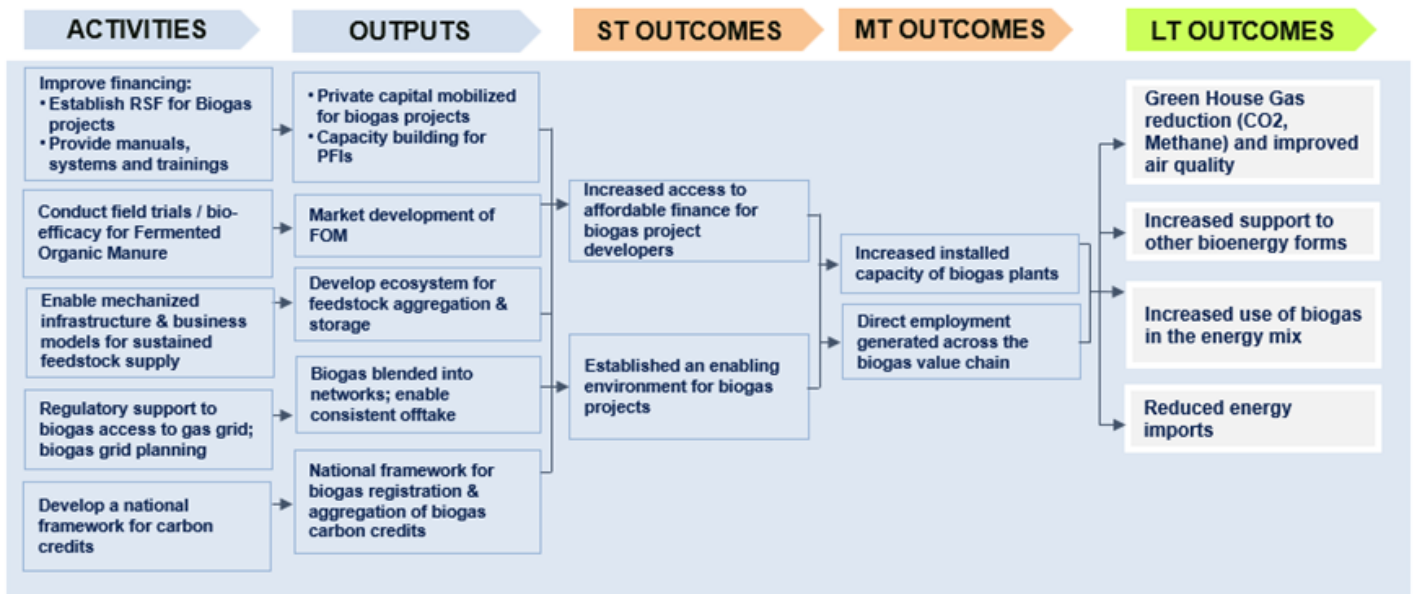 ACTIVITIES
OUTPUTS
ST OUTCOMES
MT OUTCOMES
LT OUTCOMES
Improve financing:
• Establish RSF for Biogas
projects
• Provide manuals,
systems and trainings
Conduct field trials / bio-
efficacy for Fermented
Organic Manure
Enable mechanized
infrastructure & business
models for sustained
feedstock supply
Regulatory support to
biogas access to gas grid;
biogas grid planning
Develop a national
framework for carbon
credits
• Private capital mobilized
for biogas projects
• Capacity building for
PFIs
Market development of
FOM
Develop ecosystem for
feedstock aggregation &
storage
Biogas blended into
networks; enable
consistent offtake
National framework for
biogas registration &
aggregation of biogas
carbon credits
Increased access to
affordable finance for
biogas project
developers
Established an enabling
environment for biogas
projects
Increased installed
capacity of biogas plants
Direct employment
generated across the
biogas value chain
Green House Gas
reduction (CO2,
Methane) and improved
air quality
Increased support to
other bioenergy forms
Increased use of biogas
in the energy mix
Reduced energy
imports